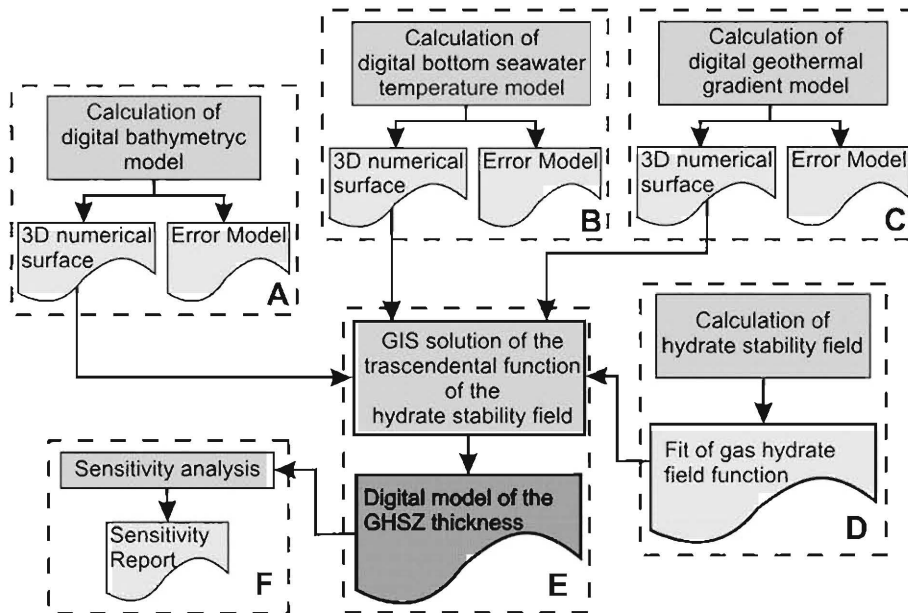 Calculation of
digital bathymetryc
model
3D numerical
surface
Error Model
A
Calculation of
digital bottom seawater
temperature model
3D numerical
surface
Error Model
B
Calculation of
digital geothermal
gradient model
3D numerical
surface
Error Model
C
Calculation of
hydrate stability field
Fit of gas hydrate
field function
D
GIS solution of the
trascendental function
of the
hydrate stability field
Digital model of the
GHSZ thickness
E
Sensitivity analysis
Sensitivity
Report
F